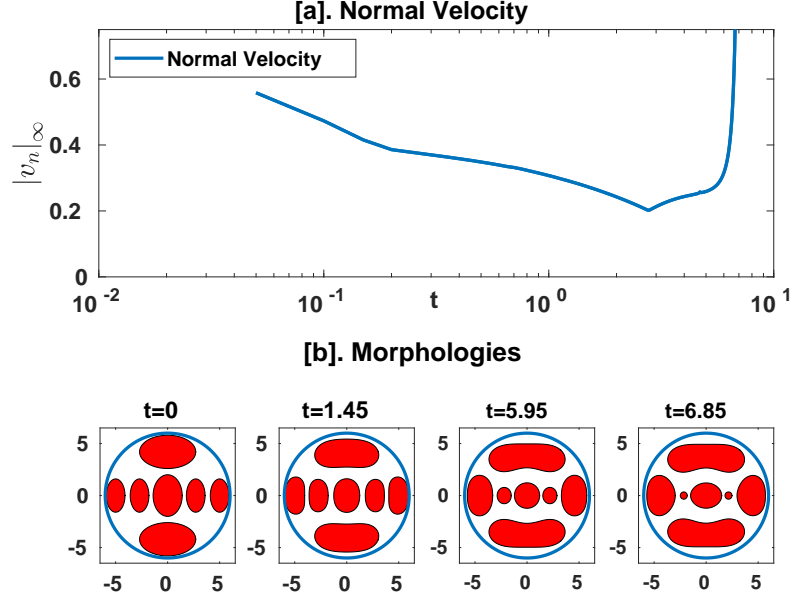 [a]. Normal Velocity
Normal Velocity
|v_n|_∞
0.6
0.4
0.2
0
10^-2
10^-1
t
10^0
10^1
[b]. Morphologies
t=0
t=1.45
t=5.95
t=6.85
5
0
-5
-5 0 5
5
0
-5
-5 0 5
5
0
-5
-5 0 5
5
0
-5
-5 0 5